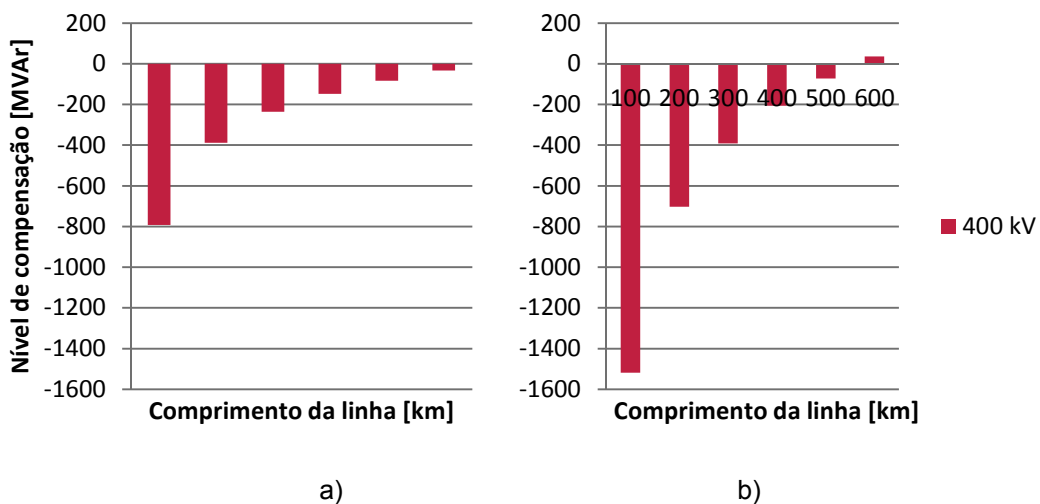 Nível de compensação [MVAr]
200
0
-200
-400
-600
-800
-1000
-1200
-1400
-1600
Comprimento da linha [km]
a)
200
0
-200
-400
-600
-800
-1000
-1200
-1400
-1600
100 200 300 400 500 600
Comprimento da linha [km]
b)
400 kV